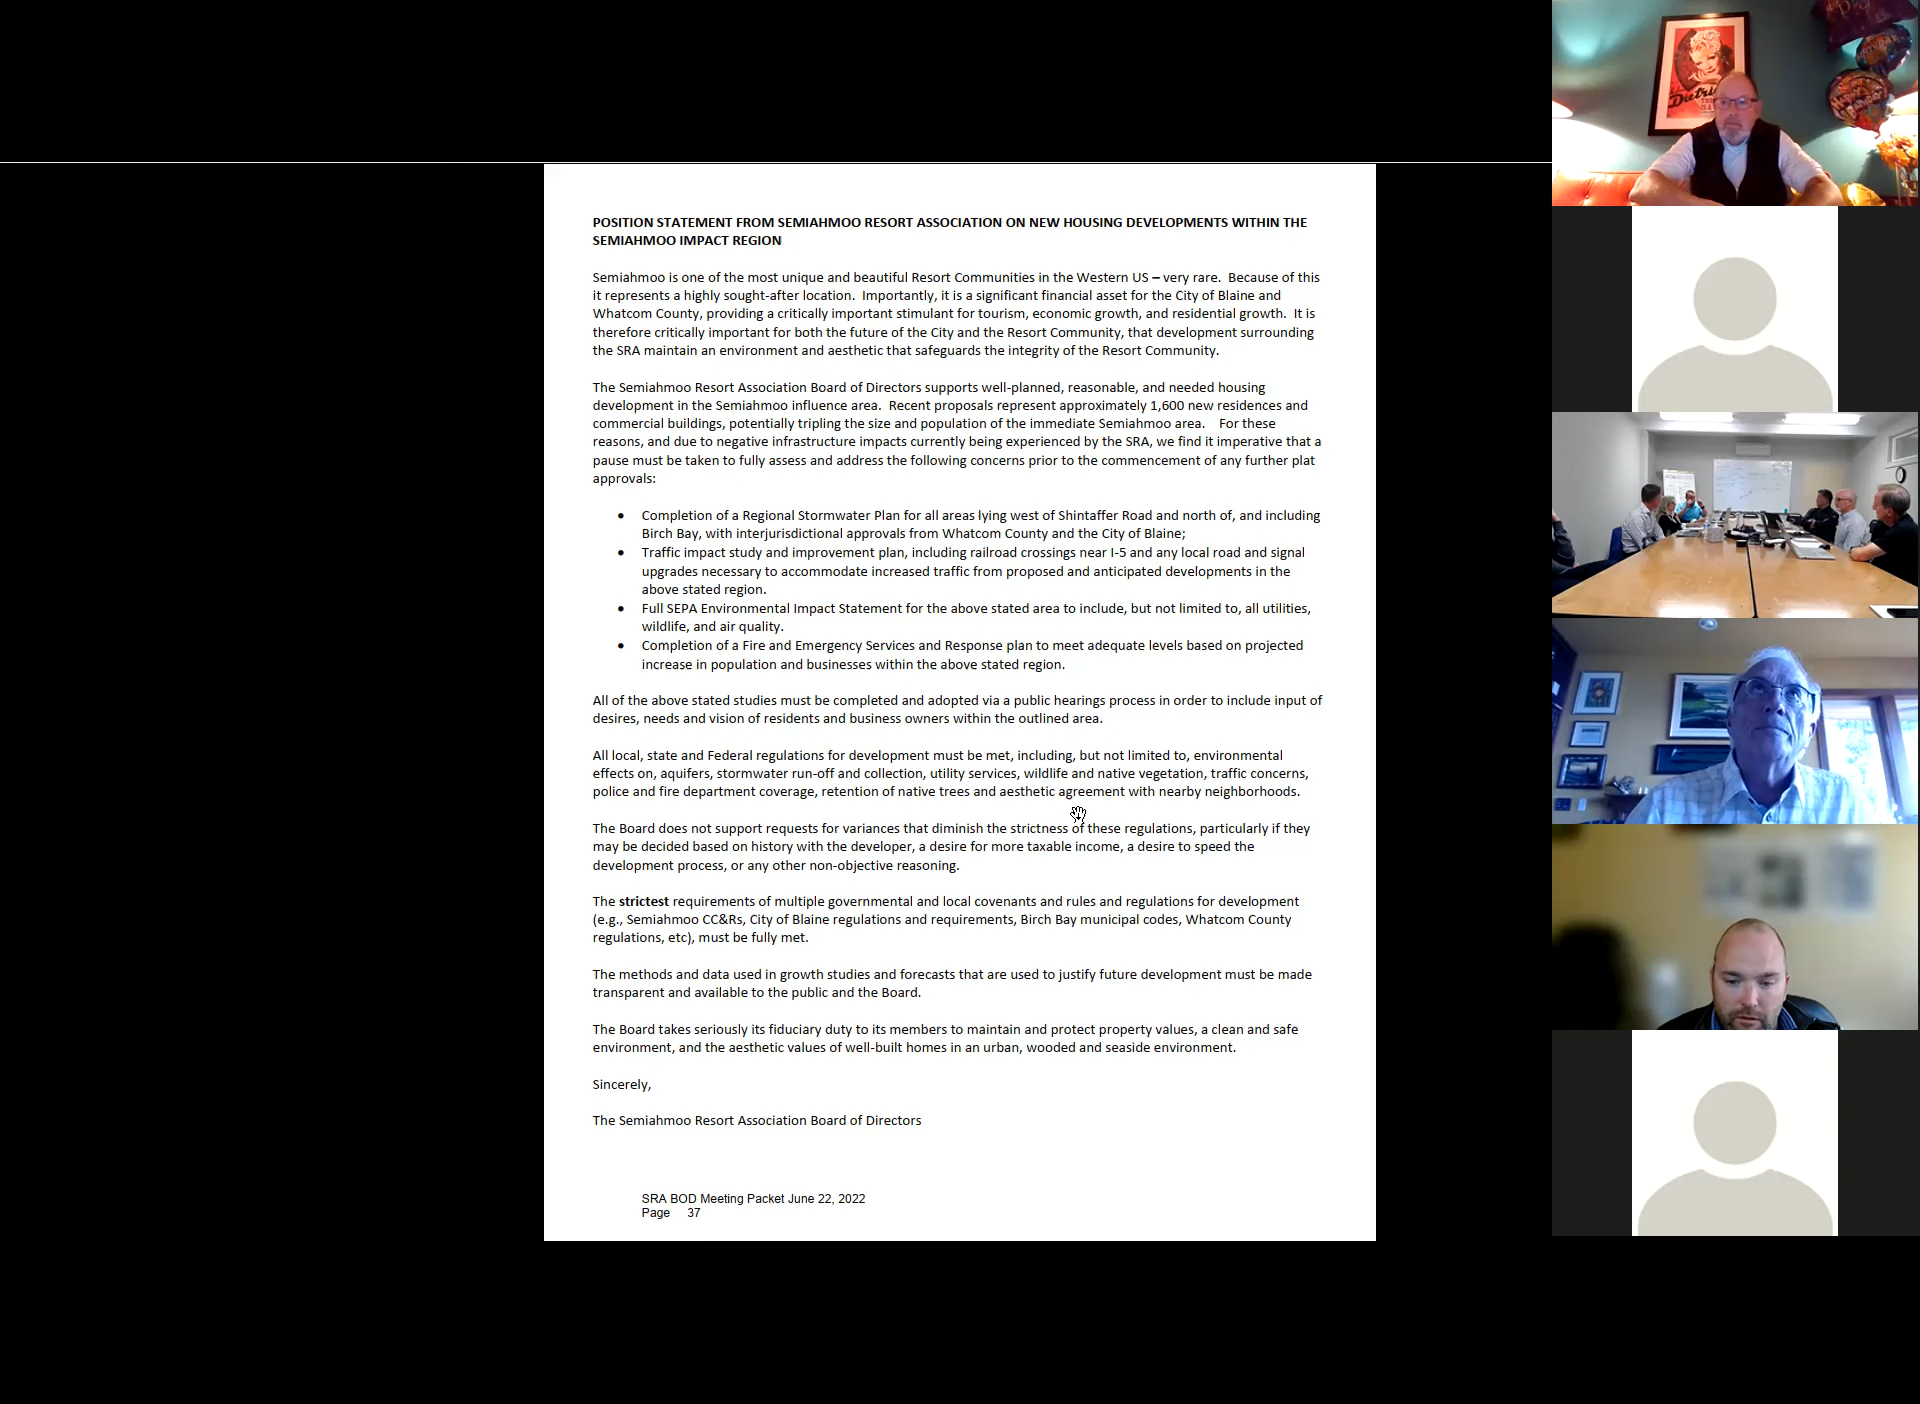 POSITION STATEMENT FROM SEMIAHMOO RESORT ASSOCIATION ON NEW HOUSING DEVELOPMENTS WITHIN THE
SEMIAHMOO IMPACT REGION
Semiahmoo is one of the most unique and beautiful Resort Communities in the Western US – very rare.  Because of this
it represents a highly sought-after location.  Importantly, it is a significant financial asset for the City of Blaine and
Whatcom County, providing a critically important stimulant for tourism, economic growth, and residential growth.  It is
therefore critically important for both the future of the City and the Resort Community, that development surrounding
the SRA maintain an environment and aesthetic that safeguards the integrity of the Resort Community.
The Semiahmoo Resort Association Board of Directors supports well-planned, reasonable, and needed housing
development in the Semiahmoo influence area.  Recent proposals represent approximately 1,600 new residences and
commercial buildings, potentially tripling the size and population of the immediate Semiahmoo area.    For these
reasons, and due to negative infrastructure impacts currently being experienced by the SRA, we find it imperative that a
pause must be taken to fully assess and address the following concerns prior to the commencement of any further plat
approvals:
• Completion of a Regional Stormwater Plan for all areas lying west of Shintaffer Road and north of, and including
Birch Bay, with interjurisdictional approvals from Whatcom County and the City of Blaine;
• Traffic impact study and improvement plan, including railroad crossings near I-5 and any local road and signal
upgrades necessary to accommodate increased traffic from proposed and anticipated developments in the
above stated region.
• Full SEPA Environmental Impact Statement for the above stated area to include, but not limited to, all utilities,
wildlife, and air quality.
• Completion of a Fire and Emergency Services and Response plan to meet adequate levels based on projected
increase in population and businesses within the above stated region.
All of the above stated studies must be completed and adopted via a public hearings process in order to include input of
desires, needs and vision of residents and business owners within the outlined area.
All local, state and Federal regulations for development must be met, including, but not limited to, environmental
effects on, aquifers, stormwater run-off and collection, utility services, wildlife and native vegetation, traffic concerns,
police and fire department coverage, retention of native trees and aesthetic agreement with nearby neighborhoods.
The Board does not support requests for variances that diminish the strictness of these regulations, particularly if they
may be decided based on history with the developer, a desire for more taxable income, a desire to speed the
development process, or any other non-objective reasoning.
The strictest requirements of multiple governmental and local covenants and rules and regulations for development
(e.g., Semiahmoo CC&Rs, City of Blaine regulations and requirements, Birch Bay municipal codes, Whatcom County
regulations, etc), must be fully met.
The methods and data used in growth studies and forecasts that are used to justify future development must be made
transparent and available to the public and the Board.
The Board takes seriously its fiduciary duty to its members to maintain and protect property values, a clean and safe
environment, and the aesthetic values of well-built homes in an urban, wooded and seaside environment.
Sincerely,
The Semiahmoo Resort Association Board of Directors
SRA BOD Meeting Packet June 22, 2022
Page 37
Dietri